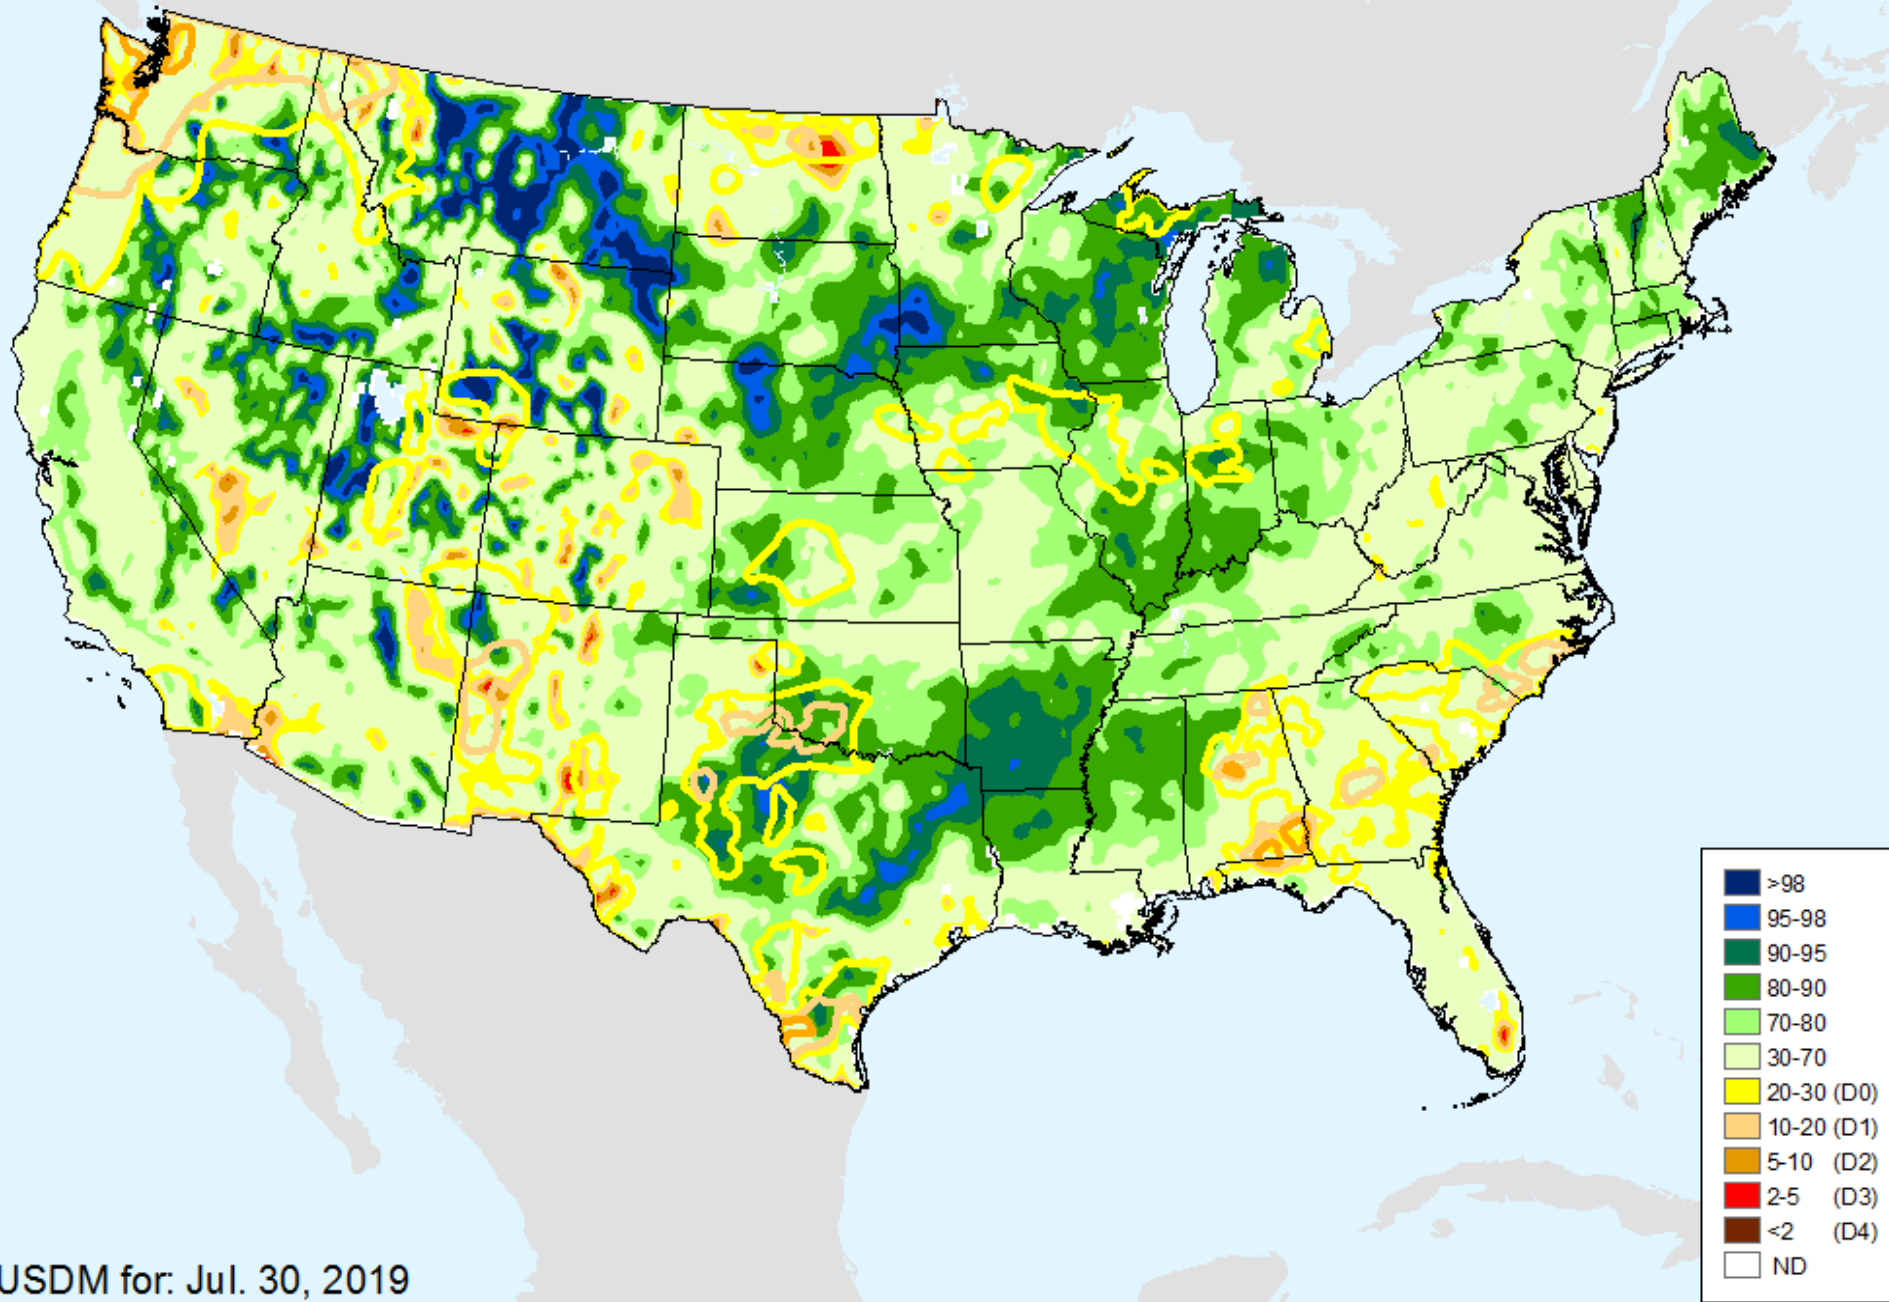 >98
95-98
90-95
80-90
70-80
30-70
20-30 (D0)
10-20 (D1)
5-10 (D2)
2-5 (D3)
<2 (D4)
ND
USDM for: Jul. 30, 2019